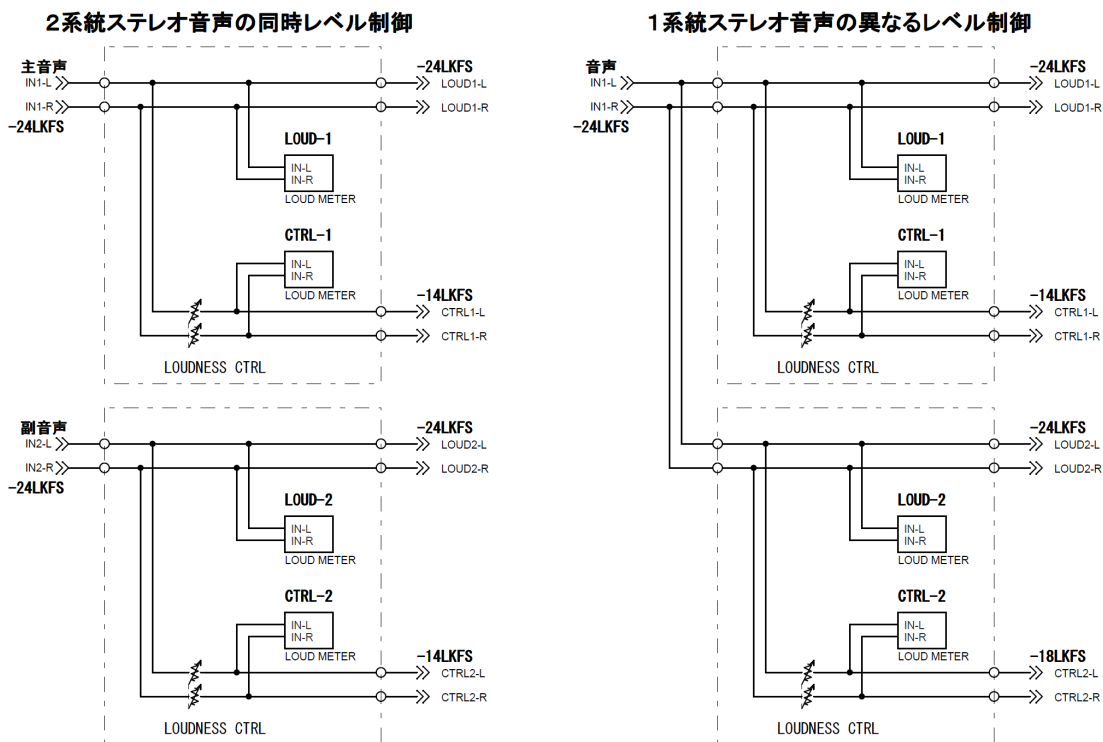 2系統ステレオ音声の同時レベル制御
主音声
IN1-L
IN1-R
-24LKFS
-24LKFS
LOUD1-L
LOUD1-R
LOUD-1
IN-L
IN-R
LOUD METER
CTRL-1
IN-L
IN-R
LOUD METER
-14LKFS
CTRL1-L
CTRL1-R
LOUDNESS CTRL
副音声
IN2-L
IN2-R
-24LKFS
-24LKFS
LOUD2-L
LOUD2-R
LOUD-2
IN-L
IN-R
LOUD METER
CTRL-2
IN-L
IN-R
LOUD METER
-14LKFS
CTRL2-L
CTRL2-R
LOUDNESS CTRL
1系統ステレオ音声の異なるレベル制御
音声
IN1-L
IN1-R
-24LKFS
-24LKFS
LOUD1-L
LOUD1-R
LOUD-1
IN-L
IN-R
LOUD METER
CTRL-1
IN-L
IN-R
LOUD METER
-14LKFS
CTRL1-L
CTRL1-R
LOUDNESS CTRL
-24LKFS
LOUD2-L
LOUD2-R
LOUD-2
IN-L
IN-R
LOUD METER
CTRL-2
IN-L
IN-R
LOUD METER
-18LKFS
CTRL2-L
CTRL2-R
LOUDNESS CTRL